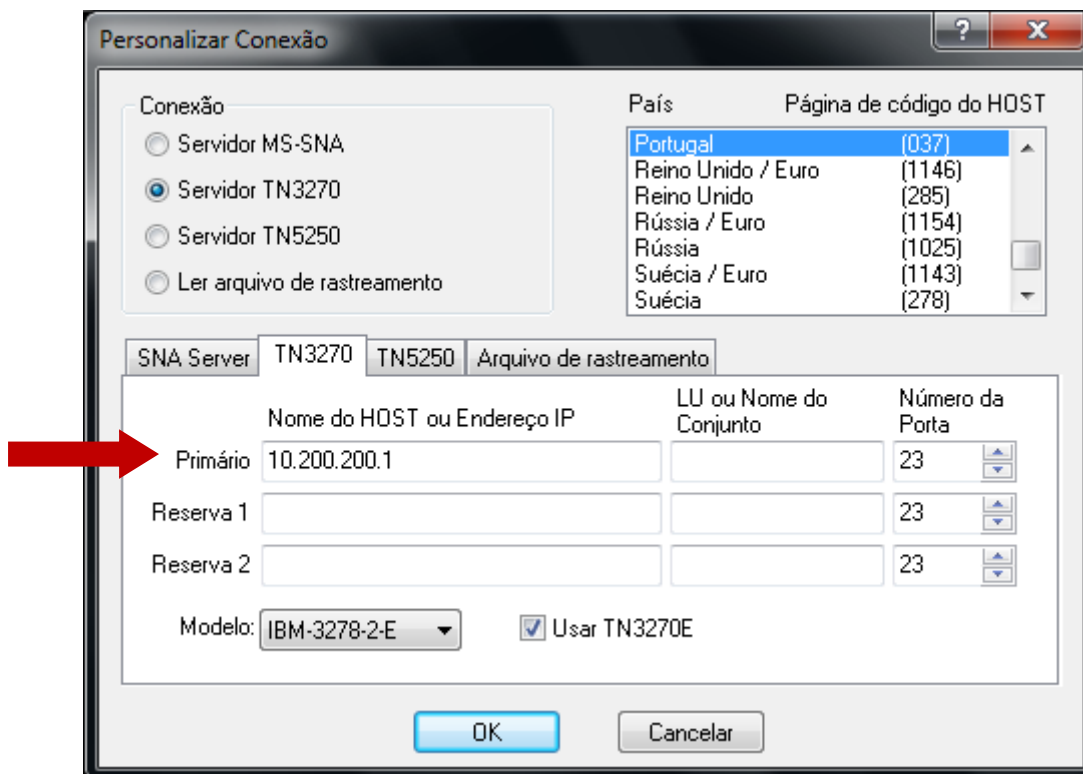 Personalizar Conexão
Conexão
Servidor MS-SNA
Servidor TN3270
Servidor TN5250
Ler arquivo de rastreamento
País Página de código do HOST
Portugal (037)
Reino Unido / Euro (1146)
Reino Unido (285)
Rússia / Euro (1154)
Rússia (1025)
Suécia / Euro (1143)
Suécia (278)
SNA Server TN3270 TN5250 Arquivo de rastreamento
Nome do HOST ou Endereço IP
LU ou Nome do
Conjunto
Número da
Porta
Primário 10.200.200.1 23
Reserva 1 23
Reserva 2 23
Modelo: IBM-3278-2-E Usar TN3270E
OK Cancelar